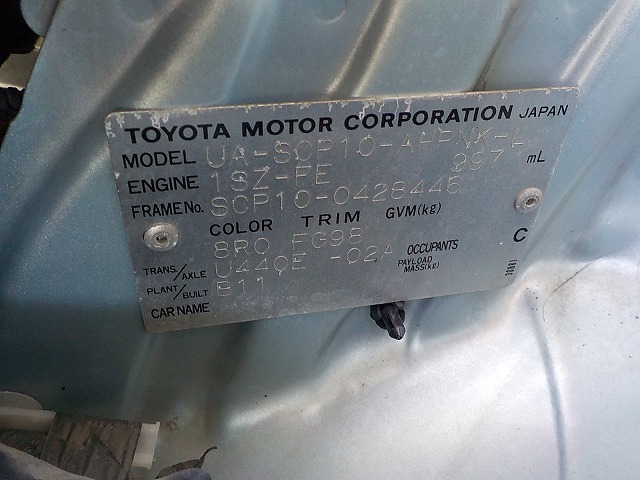 TOYOTA MOTOR CORPORATION JAPAN
MODEL UA-SCP10-AHPNK-L
ENGINE 1SZ-FE 997 mL
FRAME No. SCP10-0428446
COLOR TRIM GVM(kg)
8R0 FG98
TRANS./AXLE U440E -02A OCCUPANTS C
PLANT/BUILT B11 PAYLOAD MASS(kg)
CAR NAME